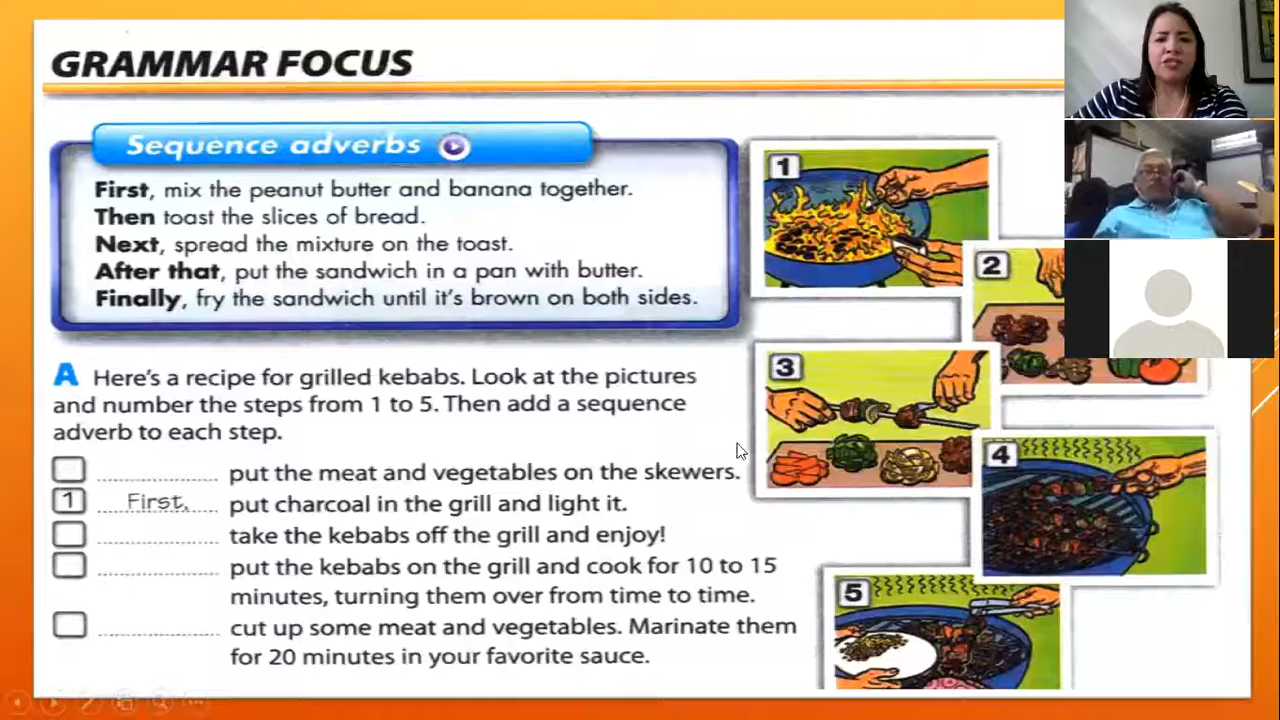 GRAMMAR FOCUS
Sequence adverbs
First, mix the peanut butter and banana together.
Then toast the slices of bread.
Next, spread the mixture on the toast.
After that, put the sandwich in a pan with butter.
Finally, fry the sandwich until it's brown on both sides.
A Here's a recipe for grilled kebabs. Look at the pictures
and number the steps from 1 to 5. Then add a sequence
adverb to each step.
put the meat and vegetables on the skewers.
1 First, put charcoal in the grill and light it.
take the kebabs off the grill and enjoy!
put the kebabs on the grill and cook for 10 to 15
minutes, turning them over from time to time.
cut up some meat and vegetables. Marinate them
for 20 minutes in your favorite sauce.
1
2
3
4
5